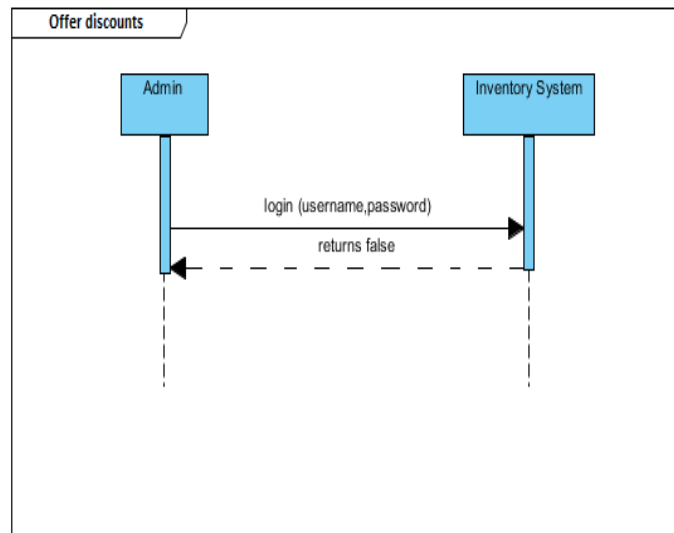 Offer discounts
Admin
Inventory System
login (username,password)
returns false